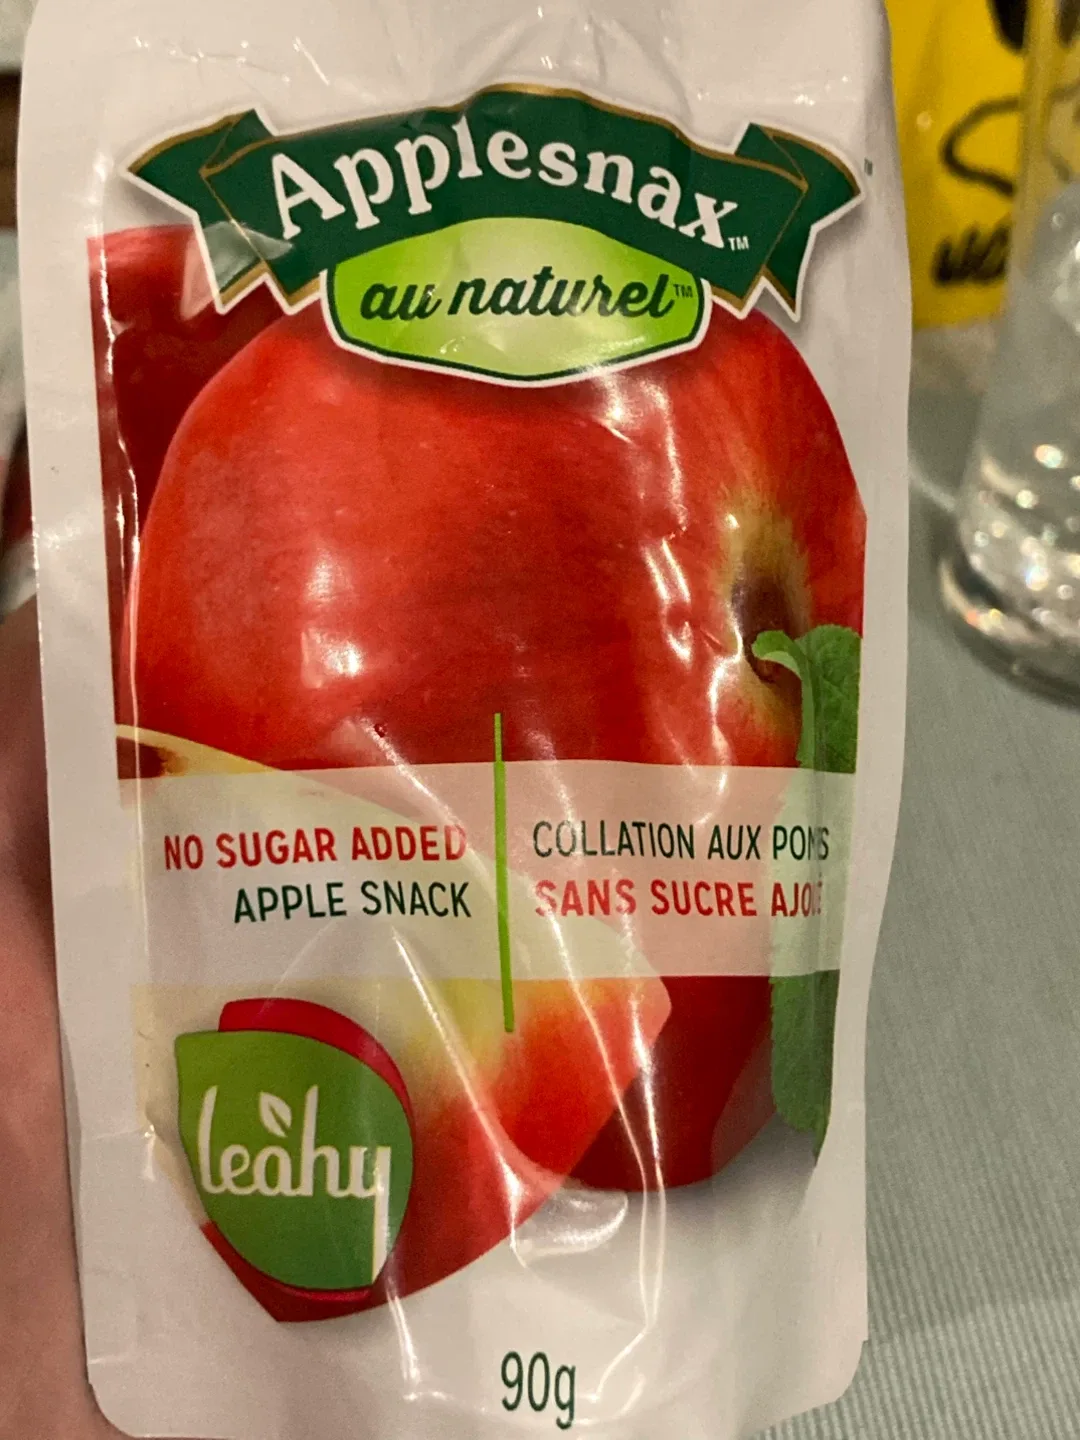 Applesnax™
au naturel™
NO SUGAR ADDED
APPLE SNACK
COLLATION AUX
SANS SUCRE
leahy
90g